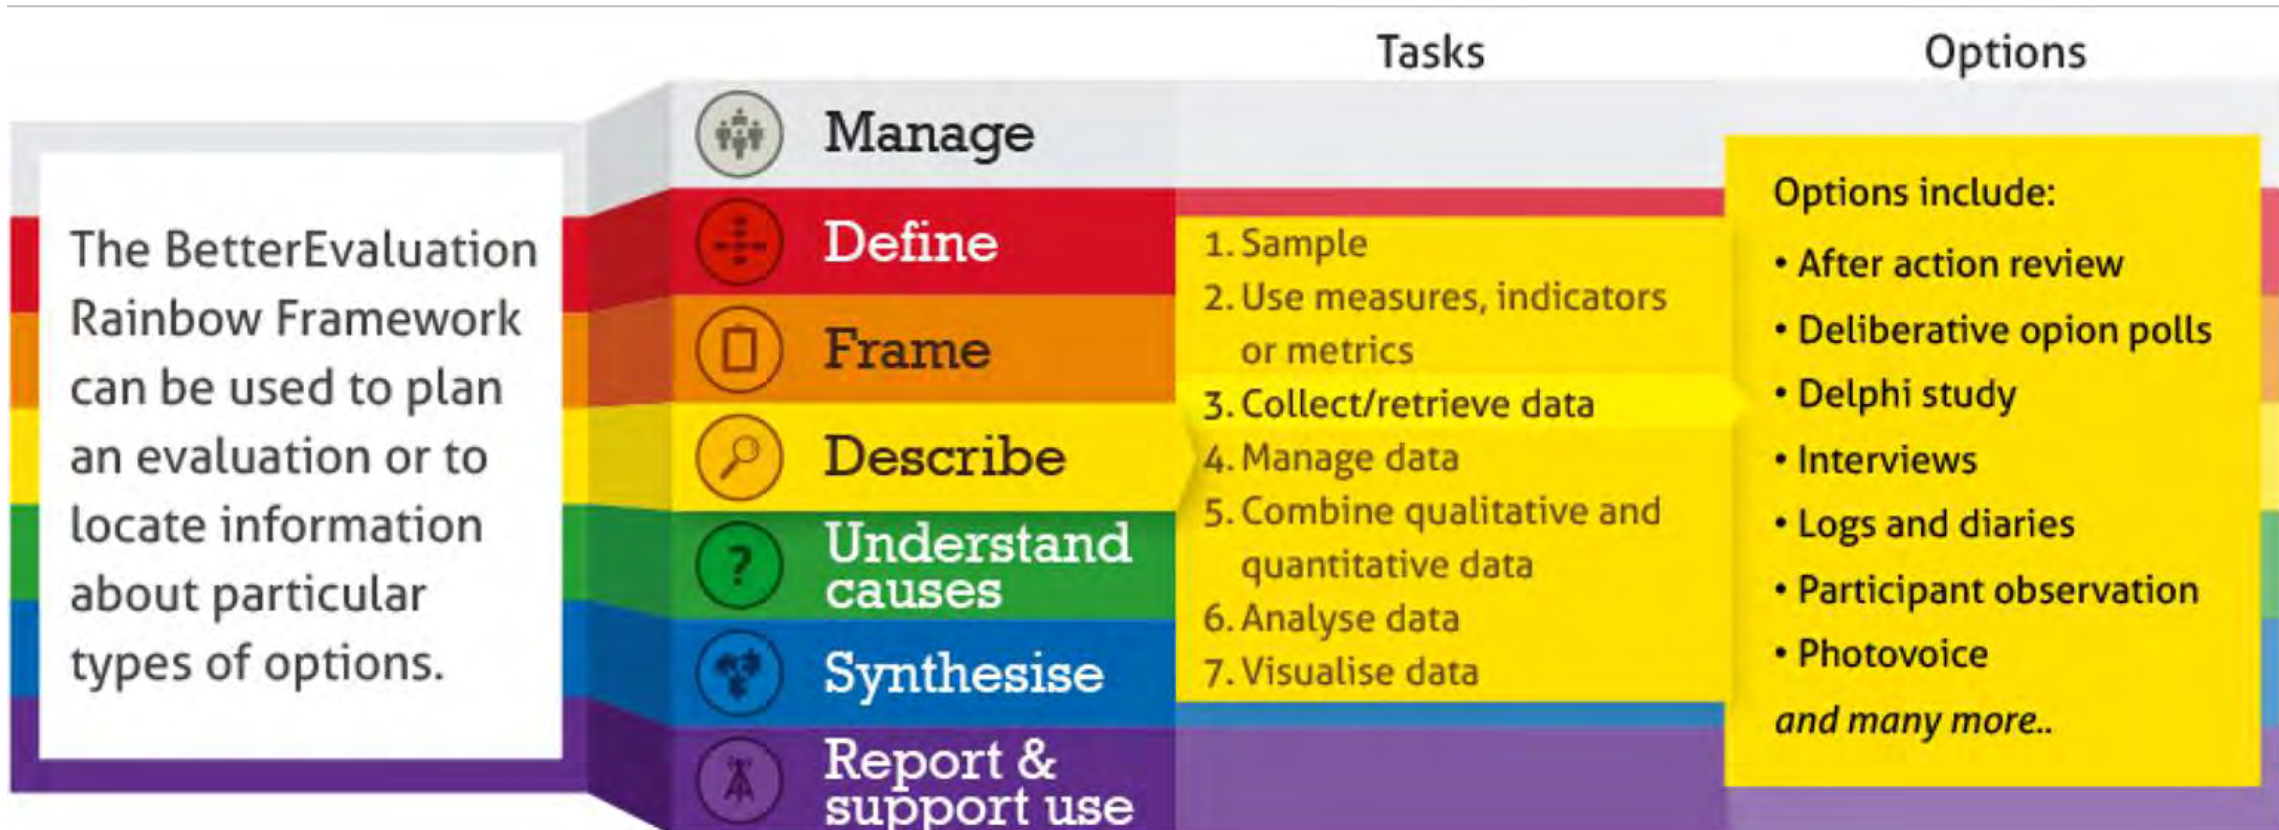 Tasks
Options
The BetterEvaluation
Rainbow Framework
can be used to plan
an evaluation or to
locate information
about particular
types of options.
Manage
Define
Frame
Describe
Understand
causes
Synthesise
Report &
support use
1. Sample
2. Use measures, indicators
or metrics
3. Collect/retrieve data
4. Manage data
5. Combine qualitative and
quantitative data
6. Analyse data
7. Visualise data
Options include:
• After action review
• Deliberative opion polls
• Delphi study
• Interviews
• Logs and diaries
• Participant observation
• Photovoice
and many more..
?